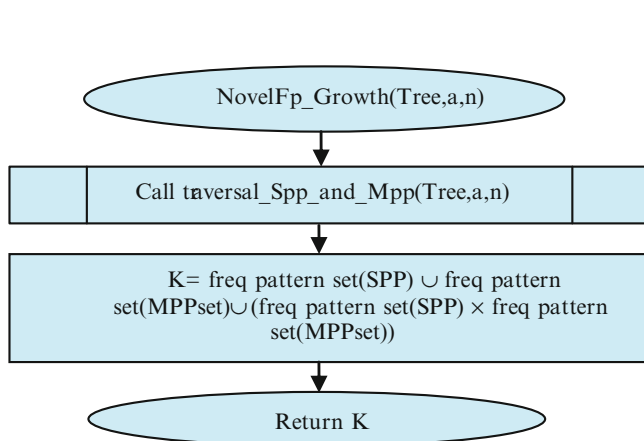 NovelFp_Growth(Tree,a,n)
Call traversal_Spp_and_Mpp(Tree,a,n)
K= freq pattern set(SPP) ∪ freq pattern
set(MPPset)∪(freq pattern set(SPP) × freq pattern
set(MPPset))
Return K